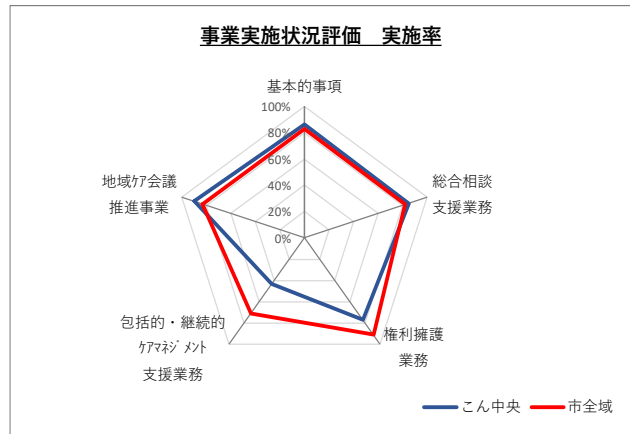 事業実施状況評価　実施率
基本的事項
100%
80%
60%
40%
20%
0%
総合相談
支援業務
権利擁護
業務
包括的・継続的
ｹｱﾏﾈｼﾞﾒﾝﾄ
支援業務
地域ｹｱ会議
推進事業
こん中央
市全域